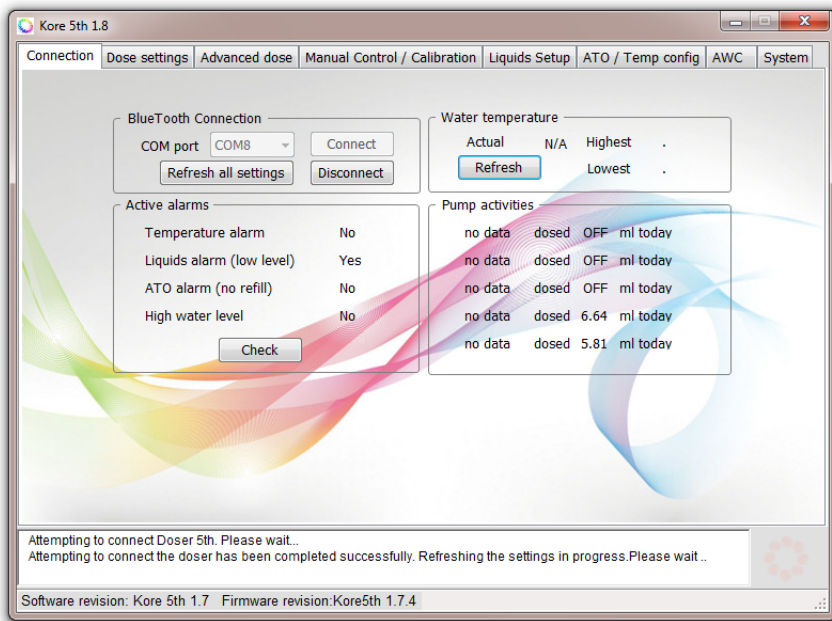 Kore 5th 1.8
Connection Dose settings Advanced dose Manual Control / Calibration Liquids Setup ATO / Temp config AWC System
BlueTooth Connection
COM port COM8 Connect
Refresh all settings Disconnect
Water temperature
Actual N/A Highest .
Refresh Lowest .
Active alarms
Temperature alarm No
Liquids alarm (low level) Yes
ATO alarm (no refill) No
High water level No
Check
Pump activities
no data dosed OFF ml today
no data dosed OFF ml today
no data dosed OFF ml today
no data dosed 6.64 ml today
no data dosed 5.81 ml today
Attempting to connect Doser 5th. Please wait...
Attempting to connect the doser has been completed successfully. Refreshing the settings in progress.Please wait ..
Software revision: Kore 5th 1.7 Firmware revision:Kore5th 1.7.4